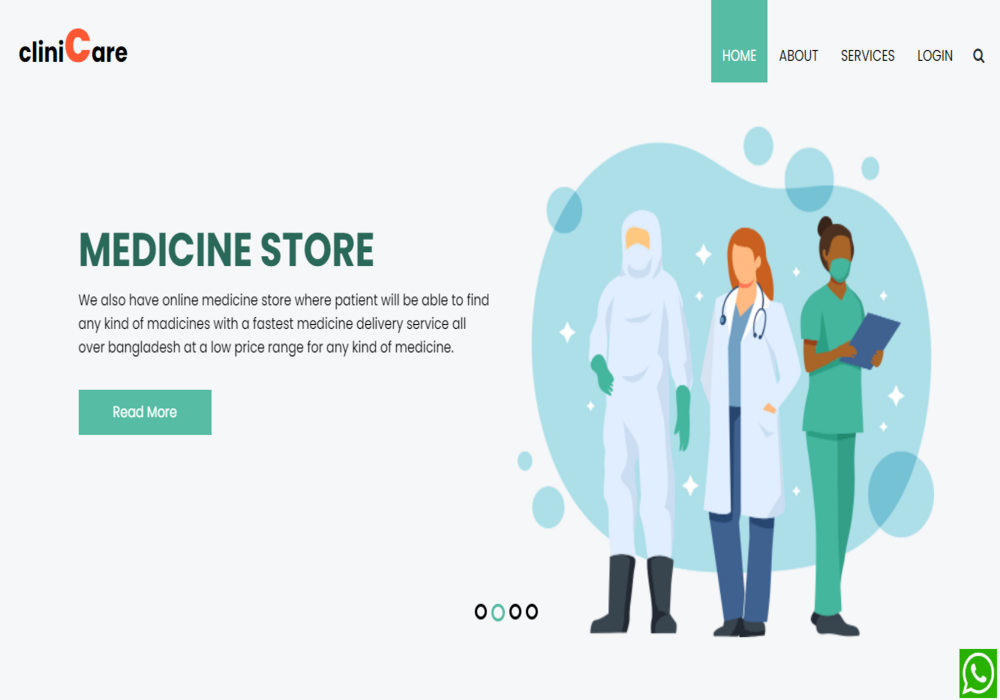 cliniCare
HOME ABOUT SERVICES LOGIN
MEDICINE STORE
We also have online medicine store where patient will be able to find
any kind of madicines with a fastest medicine delivery service all
over bangladesh at a low price range for any kind of medicine.
Read More